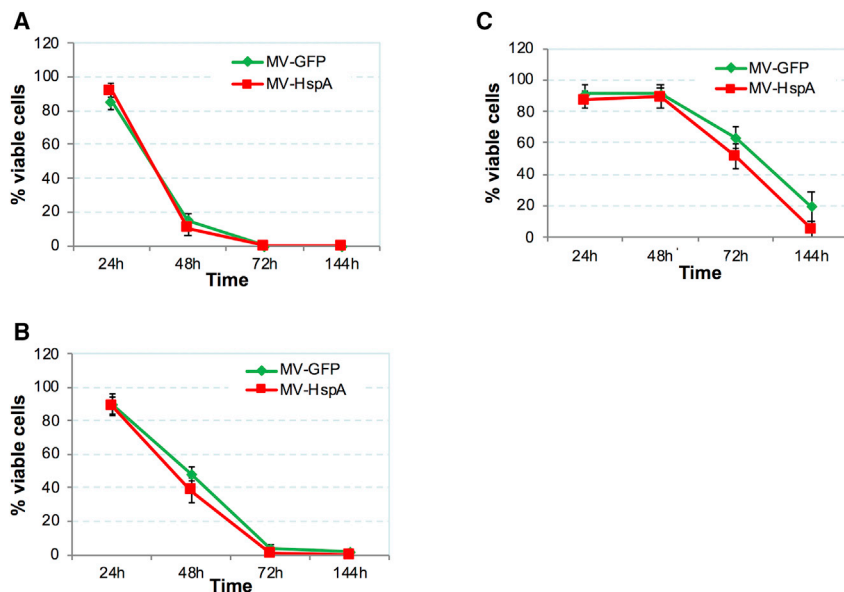 A
120
100
80
60
40
20
0
% viable cells
MV-GFP
MV-HspA
24h
48h
72h
144h
Time
B
120
100
80
60
40
20
0
% viable cells
MV-GFP
MV-HspA
24h
48h
72h
144h
Time
C
120
100
80
60
40
20
0
% viable cells
MV-GFP
MV-HspA
24h
48h
72h
144h
Time